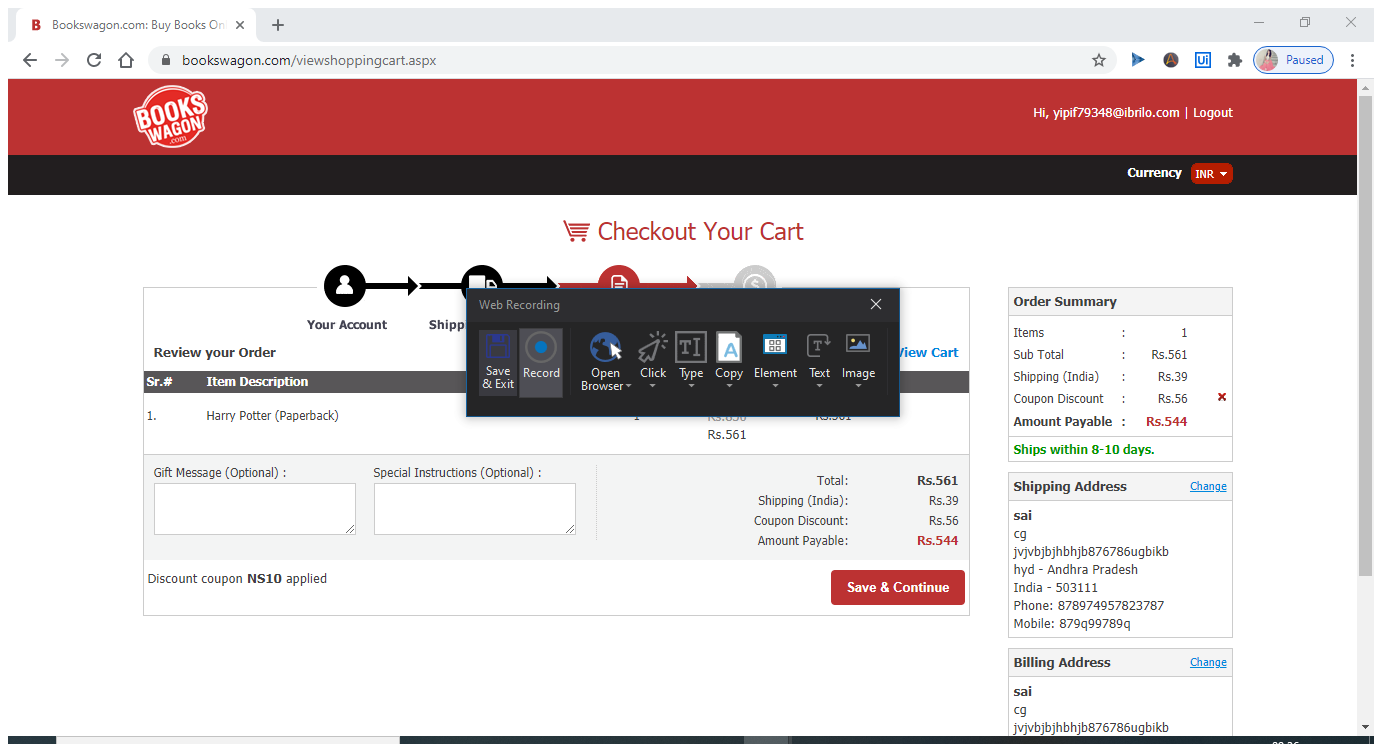 B Bookswagon.com: Buy Books On
bookswagon.com/viewshoppingcart.aspx
Ui
Paused
BOOKS
WAGON
.com
Hi, yipif79348@ibrilo.com | Logout
Currency INR
Checkout Your Cart
Your Account
Shipp
Web Recording
Save & Exit
Record
Open Browser
Click
Type
Copy
Element
Text
Image
Review your Order
View Cart
Sr.# Item Description
1. Harry Potter (Paperback)
Rs.561
Gift Message (Optional) :
Special Instructions (Optional) :
Total: Rs.561
Shipping (India): Rs.39
Coupon Discount: Rs.56
Amount Payable: Rs.544
Discount coupon NS10 applied
Save & Continue
Order Summary
Items : 1
Sub Total : Rs.561
Shipping (India) : Rs.39
Coupon Discount : Rs.56
Amount Payable : Rs.544
Ships within 8-10 days.
Shipping Address Change
sai
cg
jvjvbjbjhbhjb876786ugbikb
hyd - Andhra Pradesh
India - 503111
Phone: 878974957823787
Mobile: 879q99789q
Billing Address Change
sai
cg
jvjvbjbjhbhjb876786ugbikb